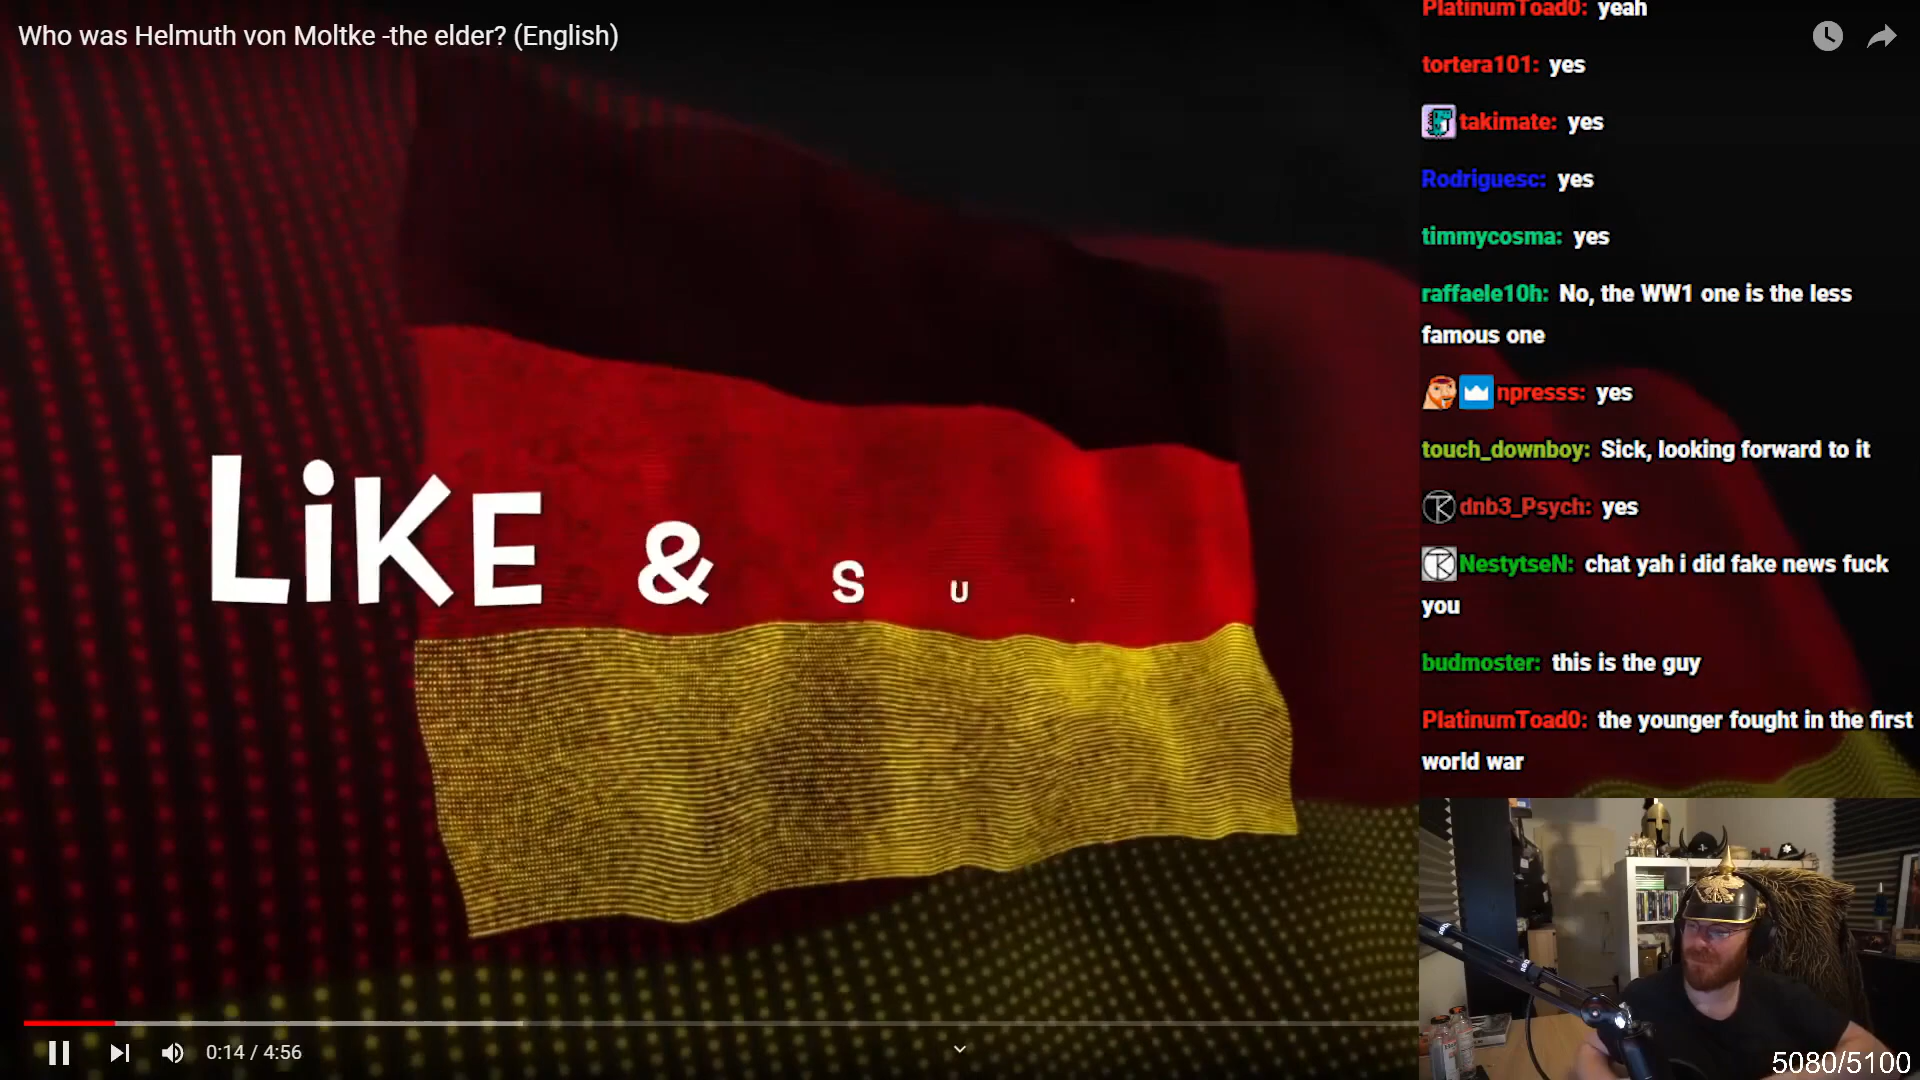 Who was Helmuth von Moltke -the elder? (English)
LiKE & S U
0:14 / 4:56
PlatinumToad0: yeah
tortera101: yes
takimate: yes
Rodriguesc: yes
timmycosma: yes
raffaele10h: No, the WW1 one is the less
famous one
npresss: yes
touch_downboy: Sick, looking forward to it
dnb3_Psych: yes
NestytseN: chat yah i did fake news fuck
you
budmoster: this is the guy
PlatinumToad0: the younger fought in the first
world war
5080/5100